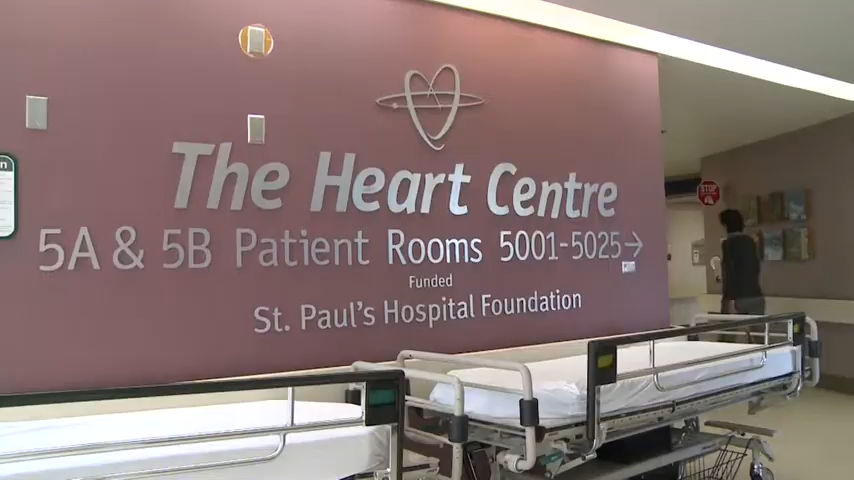 The Heart Centre
5A & 5B Patient Rooms 5001-5025→
Funded
St. Paul's Hospital Foundation
STOP
n